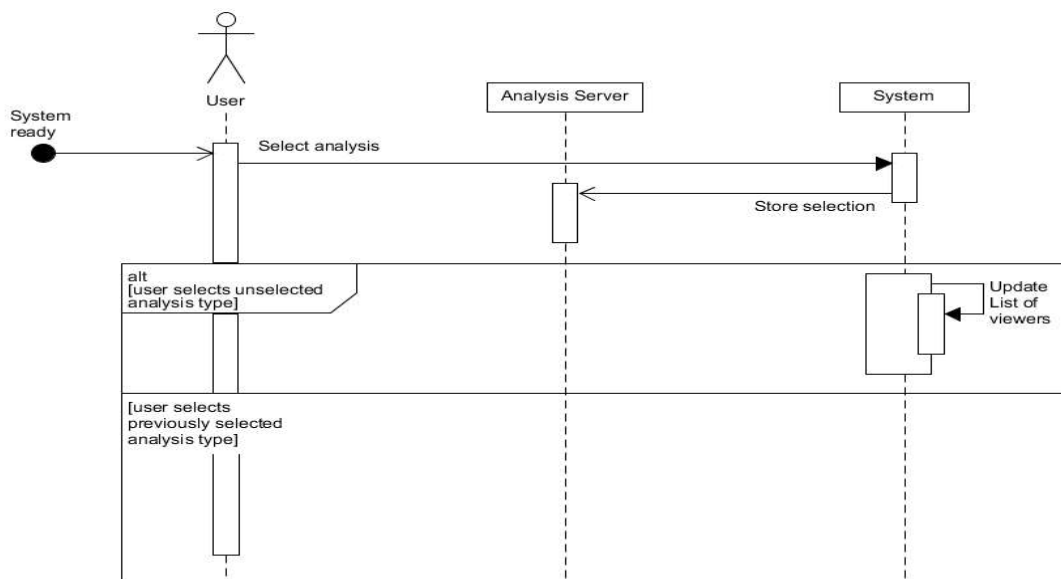 User
Analysis Server
System
System
ready
Select analysis
Store selection
alt
[user selects unselected
analysis type]
Update
List of
viewers
[user selects
previously selected
analysis type]